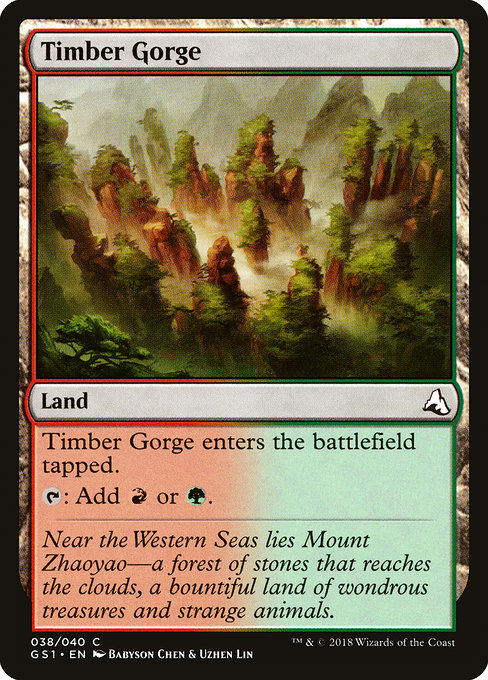 Timber Gorge
Land
Timber Gorge enters the battlefield
tapped.
: Add or .
Near the Western Seas lies Mount
Zhaoyao—a forest of stones that reaches
the clouds, a bountiful land of wondrous
treasures and strange animals.
038/040 C
GS1 • EN Babyson Chen & Uzhen Lin
™ & © 2018 Wizards of the Coast